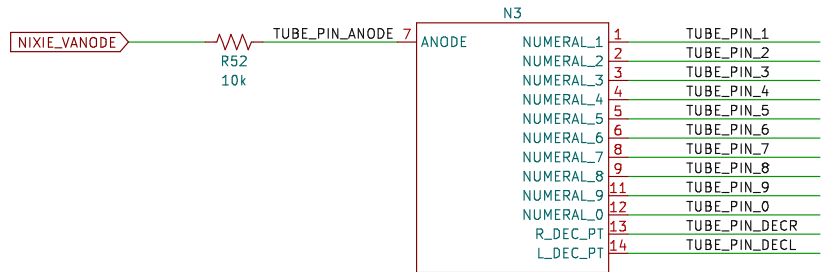 N3
NIXIE_VANODE
R52
10k
TUBE_PIN_ANODE 7 ANODE
NUMERAL_1 1 TUBE_PIN_1
NUMERAL_2 2 TUBE_PIN_2
NUMERAL_3 3 TUBE_PIN_3
NUMERAL_4 4 TUBE_PIN_4
NUMERAL_5 5 TUBE_PIN_5
NUMERAL_6 6 TUBE_PIN_6
NUMERAL_7 8 TUBE_PIN_7
NUMERAL_8 9 TUBE_PIN_8
NUMERAL_9 11 TUBE_PIN_9
NUMERAL_0 12 TUBE_PIN_0
R_DEC_PT 13 TUBE_PIN_DECR
L_DEC_PT 14 TUBE_PIN_DECL